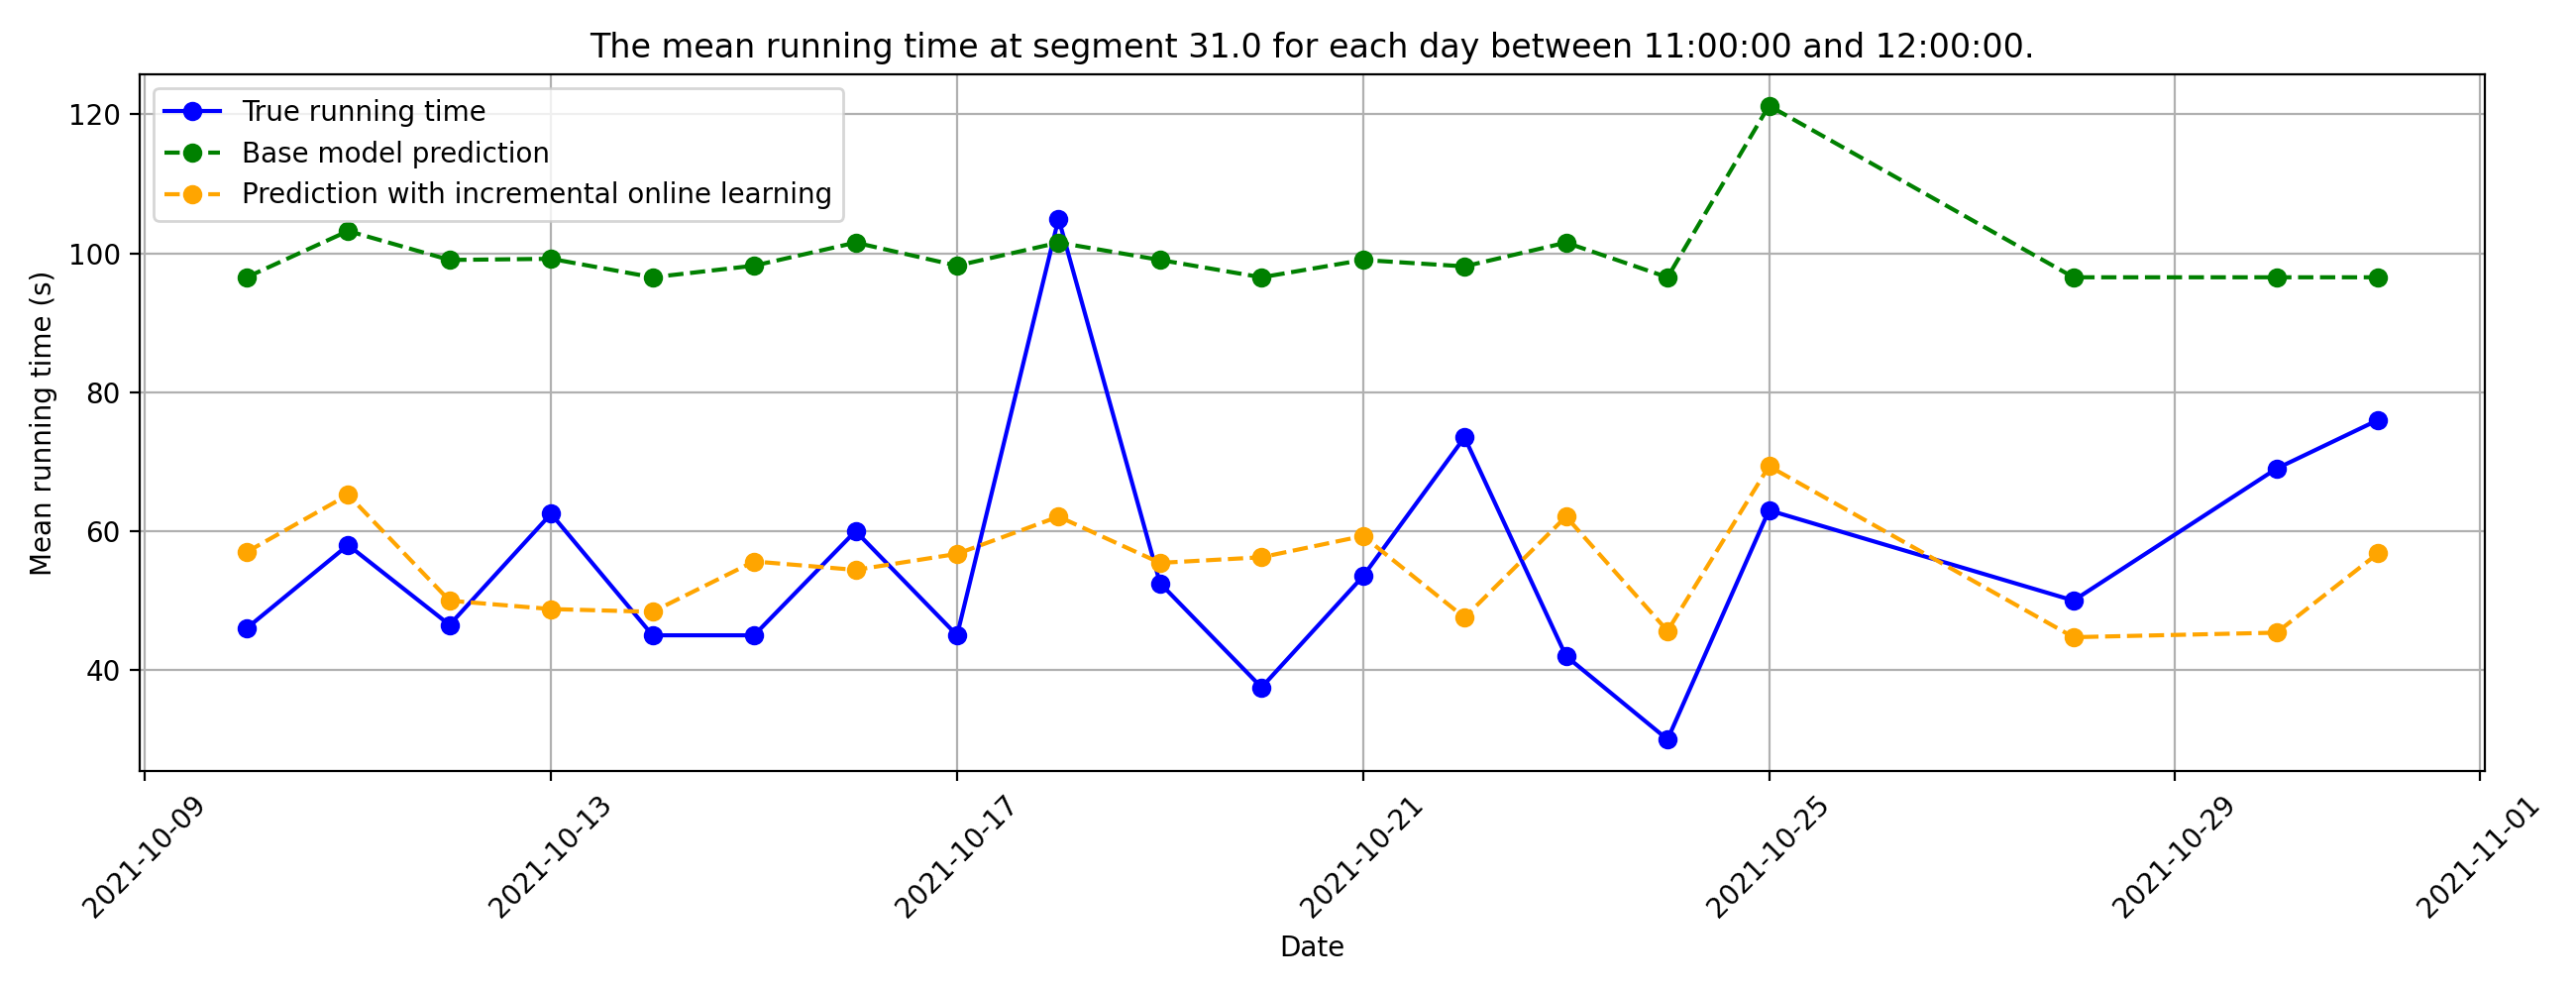 The mean running time at segment 31.0 for each day between 11:00:00 and 12:00:00.
True running time
Base model prediction
Prediction with incremental online learning
Mean running time (s)
120
100
80
60
40
2021-10-09
2021-10-13
2021-10-17
2021-10-21
2021-10-25
2021-10-29
2021-11-01
Date